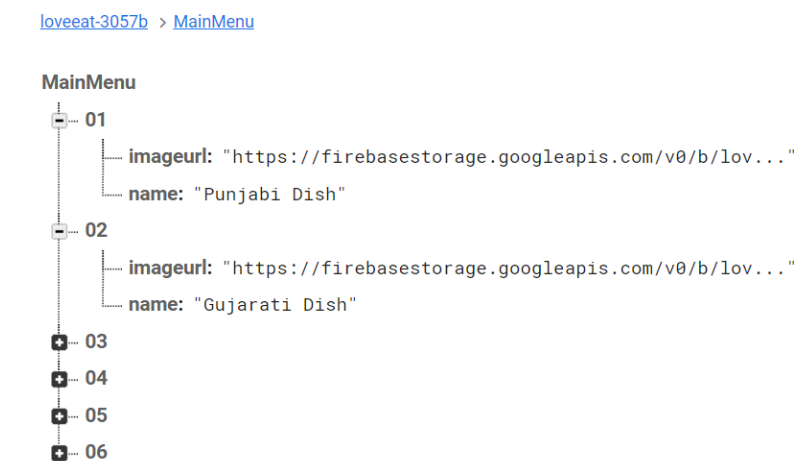 loveeat-3057b > MainMenu
MainMenu
01
imageurl: "https://firebasestorage.googleapis.com/v0/b/lov..."
name: "Punjabi Dish"
02
imageurl: "https://firebasestorage.googleapis.com/v0/b/lov..."
name: "Gujarati Dish"
03
04
05
06